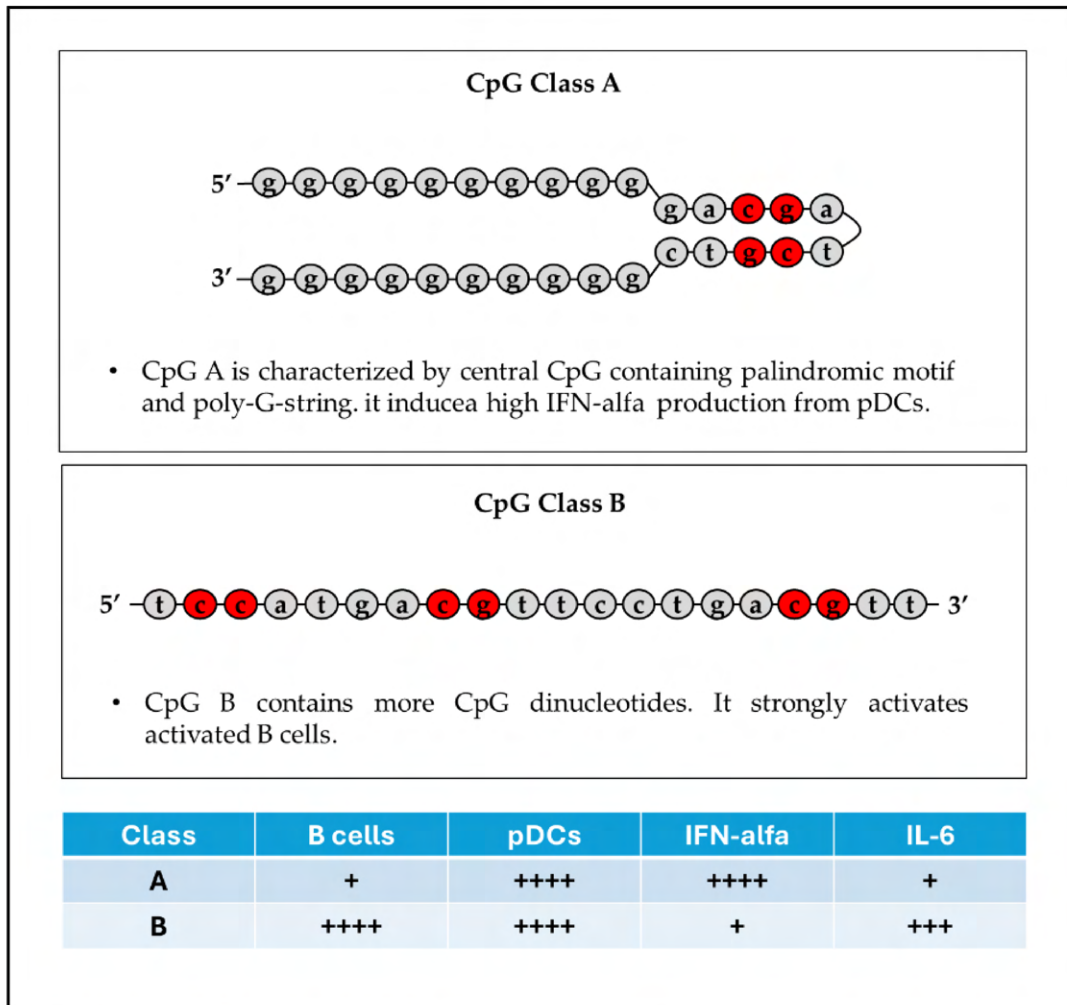 CpG Class A
5′ g g g g g g g g g g g a c g a
3′ g g g g g g g g g g c t g c t
• CpG A is characterized by central CpG containing palindromic motif
and poly-G-string. it inducea high IFN-alfa production from pDCs.
CpG Class B
5′ t c c a t g a c g t t c c t g a c g t t 3′
• CpG B contains more CpG dinucleotides. It strongly activates
activated B cells.
Class B cells pDCs IFN-alfa IL-6
A + ++++ ++++ +
B ++++ ++++ + +++